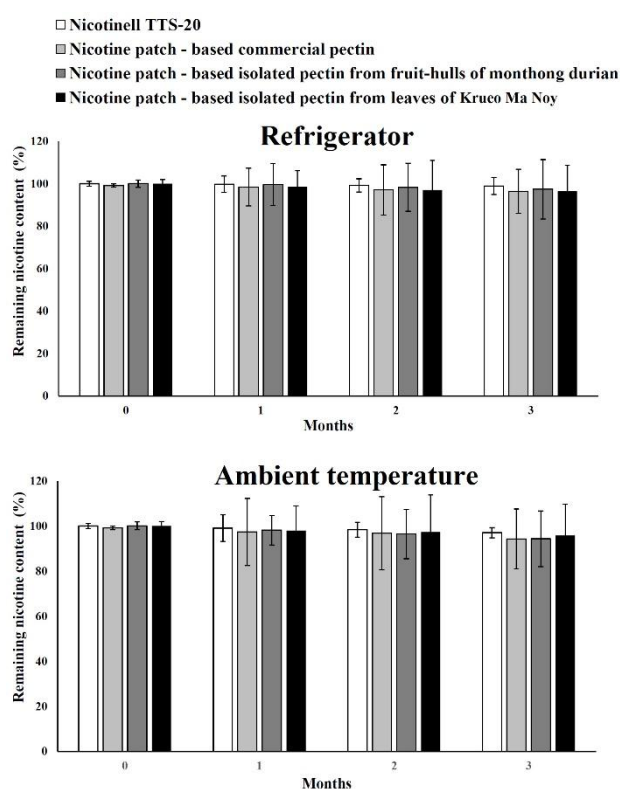 Nicotinell TTS-20
Nicotine patch - based commercial pectin
Nicotine patch - based isolated pectin from fruit-hulls of monthong durian
Nicotine patch - based isolated pectin from leaves of Krueo Ma Noy
Refrigerator
Remaining nicotine content (%)
120
100
80
60
40
20
0
0 1 2 3
Months
Ambient temperature
Remaining nicotine content (%)
120
100
80
60
40
20
0
0 1 2 3
Months